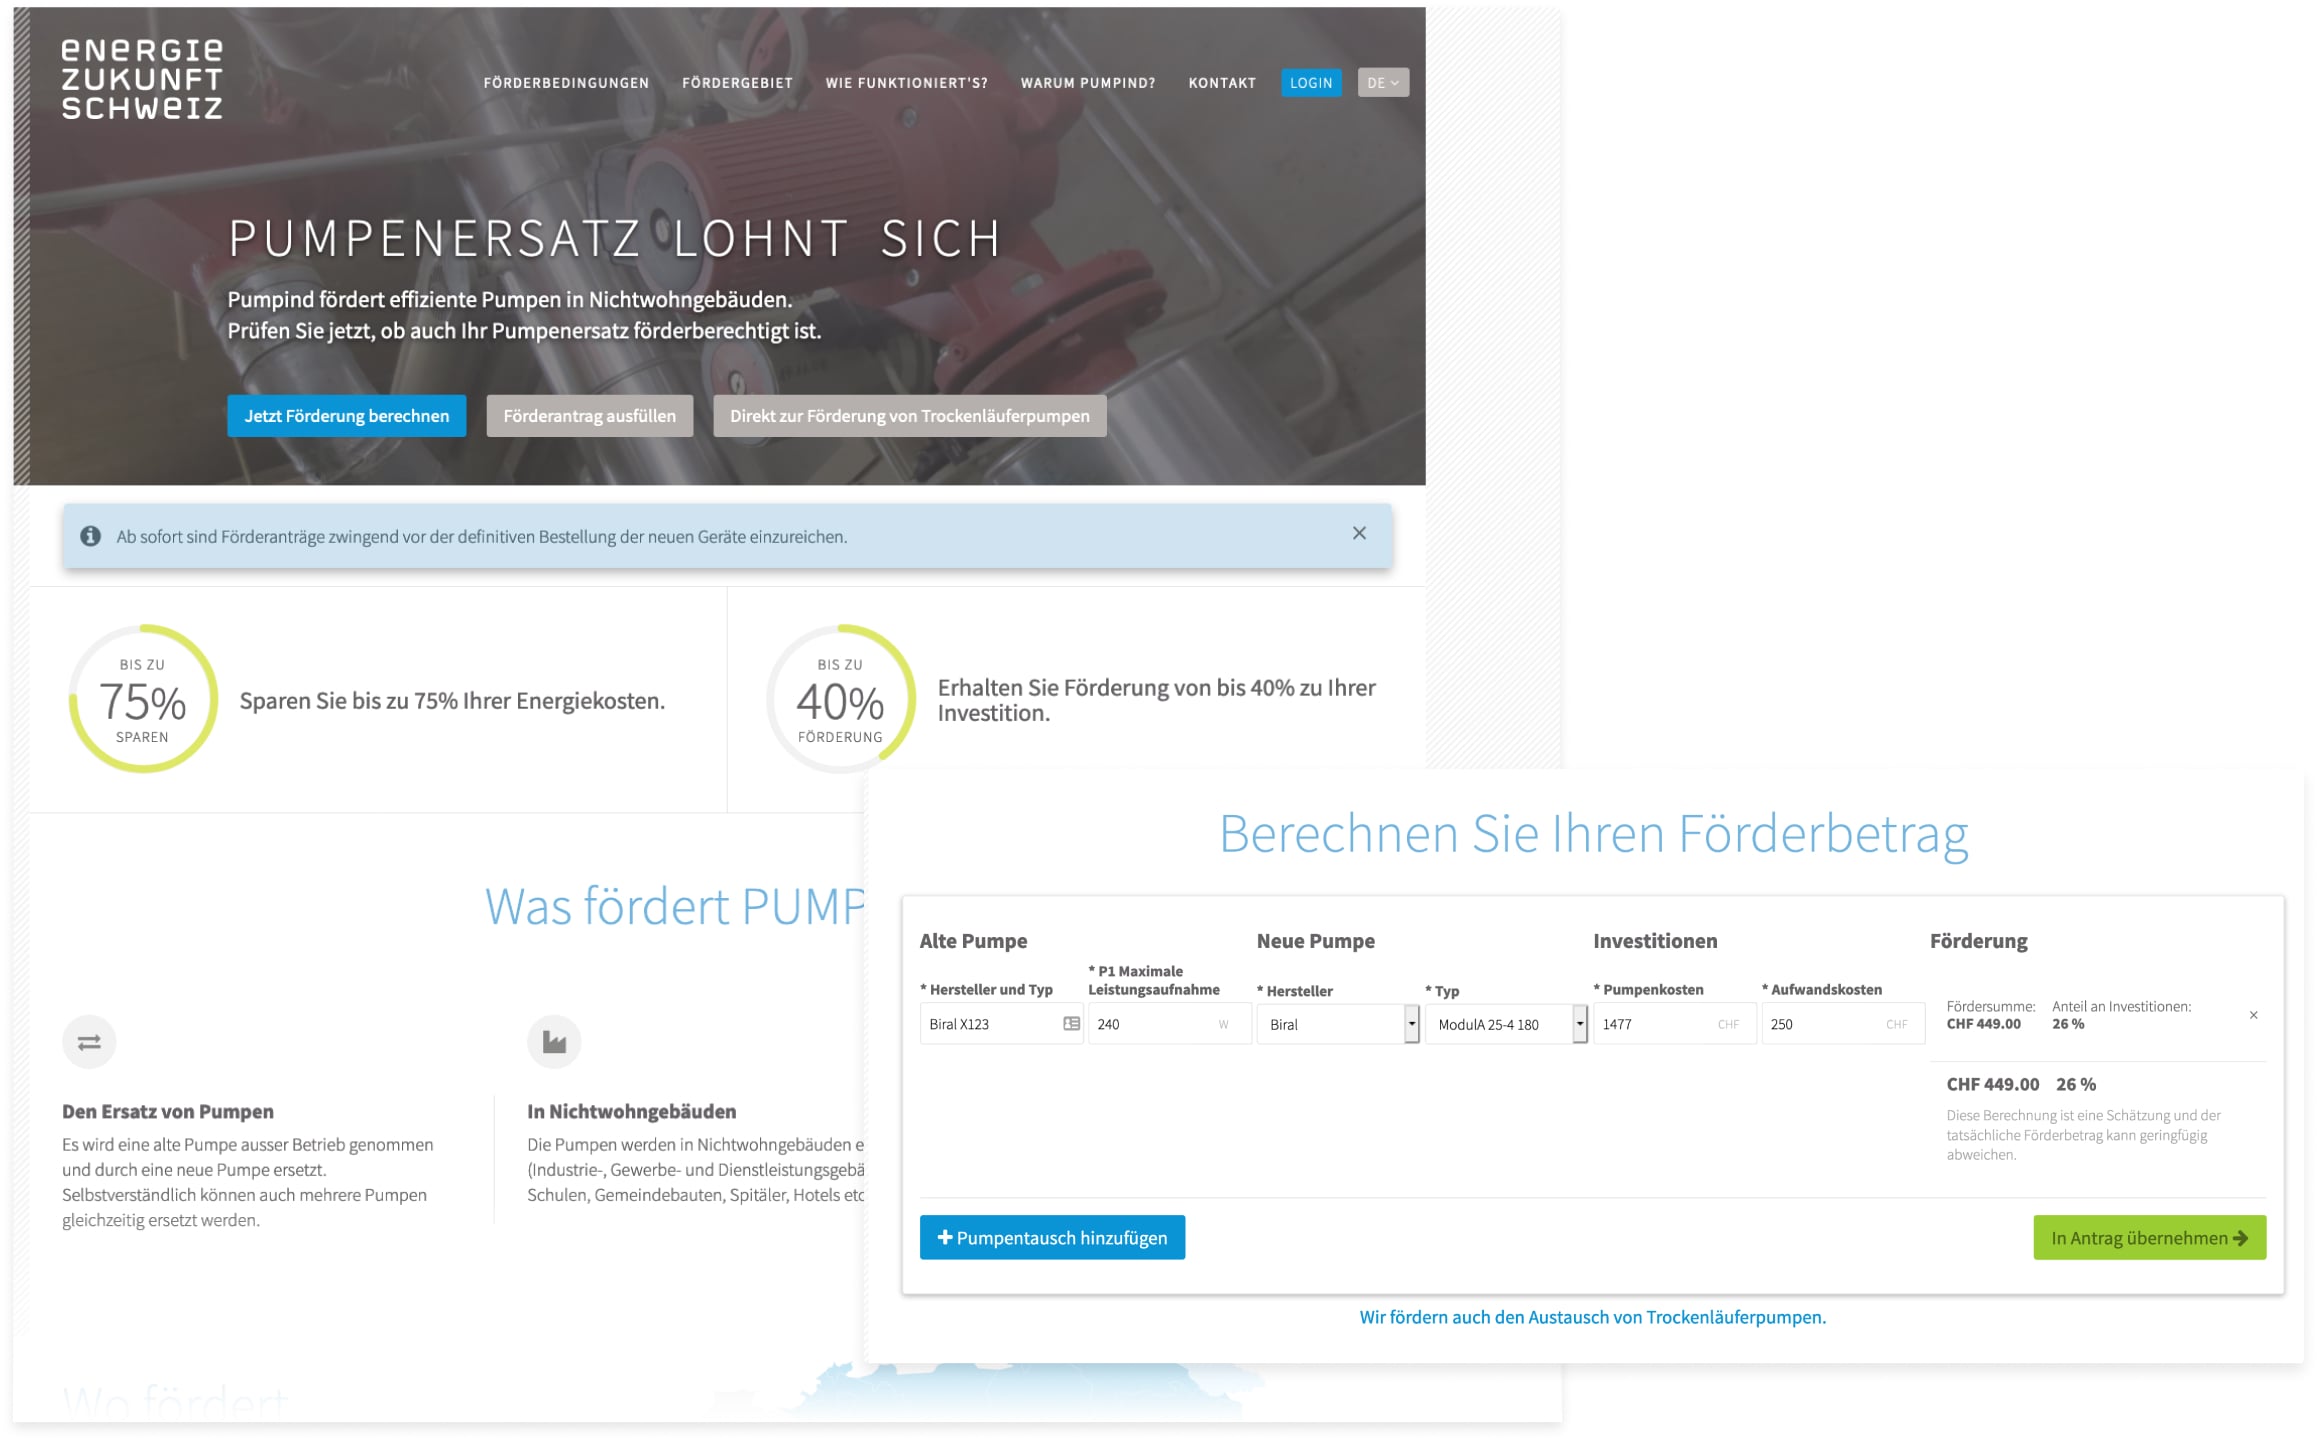 ENERGIE
ZUKUNFT
SCHWEIZ
FÖRDERBEDINGUNGEN
FÖRDERGEBIET
WIE FUNKTIONIERT'S?
WARUM PUMPIND?
KONTAKT
LOGIN
DE
PUMPENERSATZ LOHNT SICH
Pumpind fördert effiziente Pumpen in Nichtwohngebäuden.
Prüfen Sie jetzt, ob auch Ihr Pumpenersatz förderberechtigt ist.
Jetzt Förderung berechnen
Förderantrag ausfüllen
Direkt zur Förderung von Trockenläuferpumpen
Ab sofort sind Förderanträge zwingend vor der definitiven Bestellung der neuen Geräte einzureichen.
BIS ZU
75%
SPAREN
Sparen Sie bis zu 75% Ihrer Energiekosten.
BIS ZU
40%
FÖRDERUNG
Erhalten Sie Förderung von bis 40% zu Ihrer
Investition.
Was fördert PUMP
Den Ersatz von Pumpen
Es wird eine alte Pumpe ausser Betrieb genommen
und durch eine neue Pumpe ersetzt.
Selbstverständlich können auch mehrere Pumpen
gleichzeitig ersetzt werden.
In Nichtwohngebäuden
Die Pumpen werden in Nichtwohngebäuden e
(Industrie-, Gewerbe- und Dienstleistungsgebä
Schulen, Gemeindebauten, Spitäler, Hotels etc
Wo fördert
Berechnen Sie Ihren Förderbetrag
Alte Pumpe
* Hersteller und Typ
Biral X123
* P1 Maximale
Leistungsaufnahme
240 W
Neue Pumpe
* Hersteller
Biral
* Typ
ModulA 25-4 180
Investitionen
* Pumpenkosten
1477 CHF
* Aufwandskosten
250 CHF
Förderung
Fördersumme:
CHF 449.00
Anteil an Investitionen:
26 %
CHF 449.00 26 %
Diese Berechnung ist eine Schätzung und der
tatsächliche Förderbetrag kann geringfügig
abweichen.
Pumpentausch hinzufügen
In Antrag übernehmen
Wir fördern auch den Austausch von Trockenläuferpumpen.